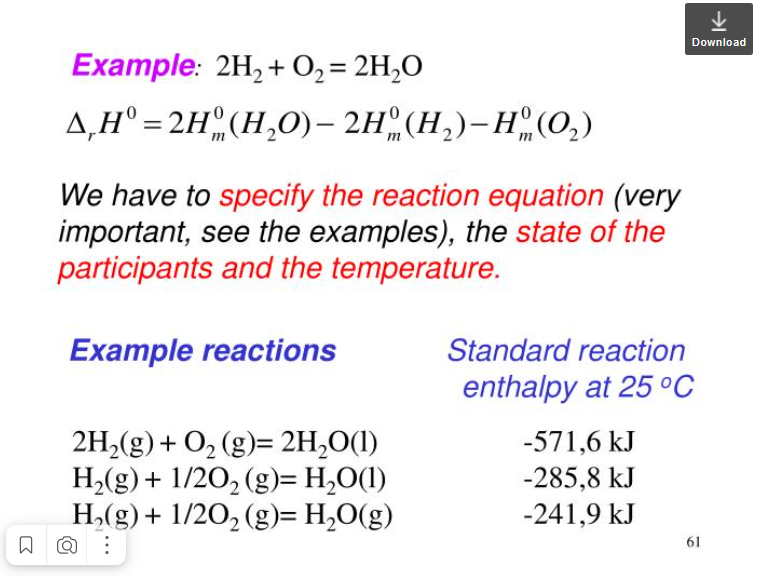 Download
Example: 2H₂ + O₂ = 2H₂O
ΔᵣH⁰ = 2H⁰ₘ(H₂O) − 2H⁰ₘ(H₂) − H⁰ₘ(O₂)
We have to specify the reaction equation (very
important, see the examples), the state of the
participants and the temperature.
Example reactions
Standard reaction
enthalpy at 25 ºC
2H₂(g) + O₂ (g)= 2H₂O(l) -571,6 kJ
H₂(g) + 1/2O₂ (g)= H₂O(l) -285,8 kJ
H₂(g) + 1/2O₂ (g)= H₂O(g) -241,9 kJ
61